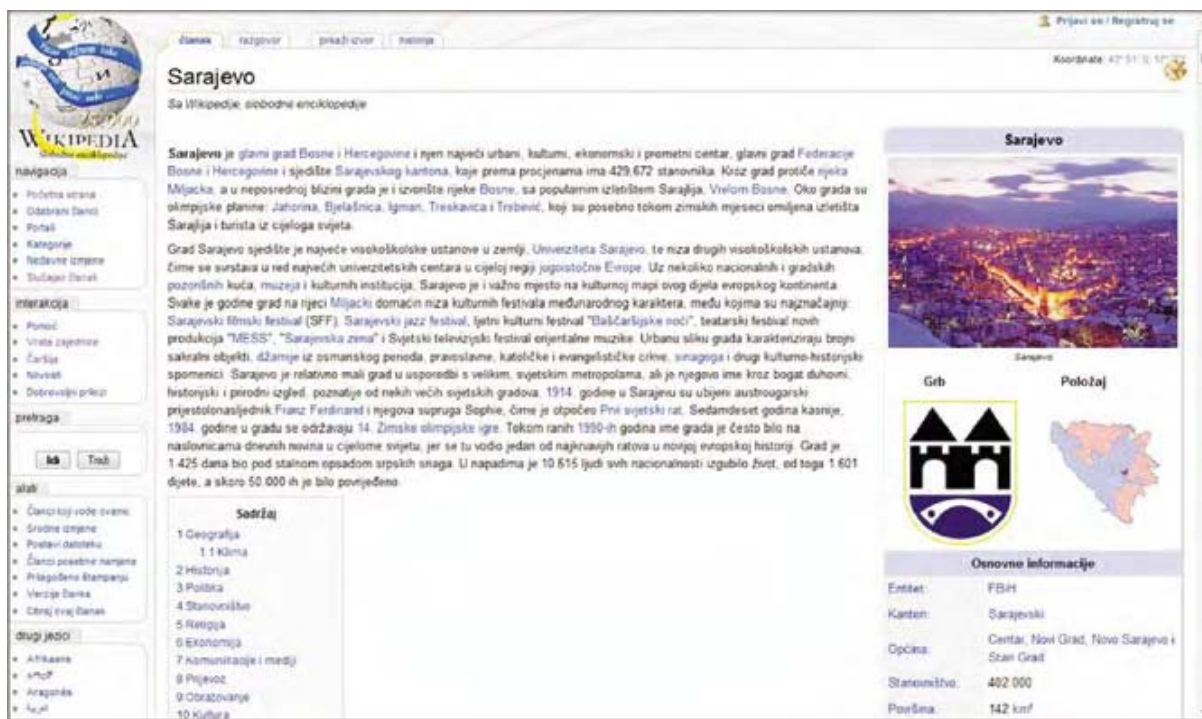 Prijavi se / Registruj se
članak razgovor prikaži izvor historija
Koordinate:
Sarajevo
Sa Wikipedije, slobodne enciklopedije
WIKIPEDIA
Slobodna enciklopedija
Sarajevo je glavni grad Bosne i Hercegovine i njen najveći urbani, kulturni, ekonomski i prometni centar, glavni grad Federacije
Bosne i Hercegovine i sjedište Sarajevskog kantona, koje prema procjenama ima 429.672 stanovnika. Kroz grad protiče rijeka
Miljacka, a u neposrednoj blizini grada je i izvorište rijeke Bosne, sa popularnim izletištem Sarajlija, Vrelom Bosne. Oko grada su
olimpijske planine: Jahorina, Bjelašnica, Igman, Treskavica i Trebević, koji su posebno tokom zimskih mjeseci omiljena izletišta
Sarajlija i turista iz cijeloga svijeta.
Grad Sarajevo sjedište je najveće visokoškolske ustanove u zemlji, Univerziteta Sarajevo, te niza drugih visokoškolskih ustanova,
čime se svrstava u red najvećih univerzitetskih centara u cijeloj regiji jugoistočne Evrope. Uz nekoliko nacionalnih i gradskih
pozorišnih kuća, muzeja i kulturnih institucija, Sarajevo je i važno mjesto na kulturnoj mapi ovog dijela evropskog kontinenta.
Svake je godine grad na rijeci Miljacki domaćin niza kulturnih festivala međunarodnog karaktera, među kojima su najznačajniji:
Sarajevski filmski festival (SFF), Sarajevski jazz festival, ljetni kulturni festival "Baščaršijske noći", teatarski festival novih
produkcija "MESS", "Sarajevska zima" i Svjetski televizijski festival orijentalne muzike. Urbanu sliku grada karakteriziraju brojni
sakralni objekti, džamije iz osmanskog perioda, pravoslavne, katoličke i evangelističke crkve, sinagoga i drugi kulturno-historijski
spomenici. Sarajevo je relativno mali grad u usporedbi s velikim, svjetskim metropolama, ali je njegovo ime kroz bogat duhovni,
historijski i prirodni izgled, poznatije od nekih većih svjetskih gradova. 1914. godine u Sarajevu su ubijeni austrougarski
prijestolonasljednik Franz Ferdinand i njegova supruga Sophie, čime je otpočeo Prvi svjetski rat. Sedamdeset godina kasnije,
1984. godine u gradu se održavaju 14. Zimske olimpijske igre. Tokom ranih 1990-ih godina ime grada je često bilo na
naslovnicama dnevnih novina u cijelome svijetu, jer se tu vodio jedan od najkrvavijih ratova u novijoj evropskoj historiji. Grad je
1.425 dana bio pod stalnom opsadom srpskih snaga. U napadima je 10.615 ljudi svih nacionalnosti izgubilo život, od toga 1.601
dijete, a skoro 50.000 ih je bilo povrijeđeno.
Sadržaj
1 Geografija
1.1 Klima
2 Historija
3 Politika
4 Stanovništvo
5 Religija
6 Ekonomija
7 Komunikacije i mediji
8 Prijevoz
9 Obrazovanje
10 Kultura
navigacija
Početna strana
Odabrani članci
Portali
Kategorije
Nedavne izmjene
Slučajan članak
interakcija
Pomoć
Vrata zajednice
Čaršija
Novosti
Dobrovoljni prilozi
pretraga
Idi Traži
alati
Članci koji vode ovamo
Srodne izmjene
Postavi datoteku
Članci posebne namjene
Prilagođeno štampanju
Verzije članka
Citiraj ovaj članak
drugi jezici
Afrikaans
አማርኛ
Aragonés
العربية
Sarajevo
Sarajevo
Grb Položaj
Osnovne informacije
Entitet: FBiH
Kanton: Sarajevski
Općina: Centar, Novi Grad, Novo Sarajevo i
Stari Grad
Stanovništvo: 402 000
Površina: 142 km²